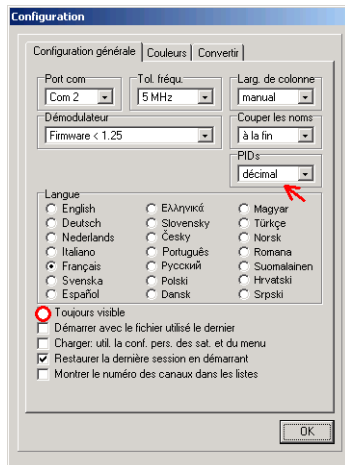 Configuration
Configuration générale Couleurs Convertir
Port com Tol. fréqu. Larg. de colonne
Com 2 5 MHz manual
Démodulateur Couper les noms
Firmware < 1.25 à la fin
PIDs
décimal
Langue
English Ελληνικά Magyar
Deutsch Slovensky Türkçe
Nederlands Česky Norsk
Italiano Português Romana
Français Русский Suomalainen
Svenska Polski Hrvatski
Español Dansk Srpski
Toujours visible
Démarrer avec le fichier utilisé le dernier
Charger: util. la conf. pers. des sat. et du menu
Restaurer la dernière session en démarrant
Montrer le numéro des canaux dans les listes
OK